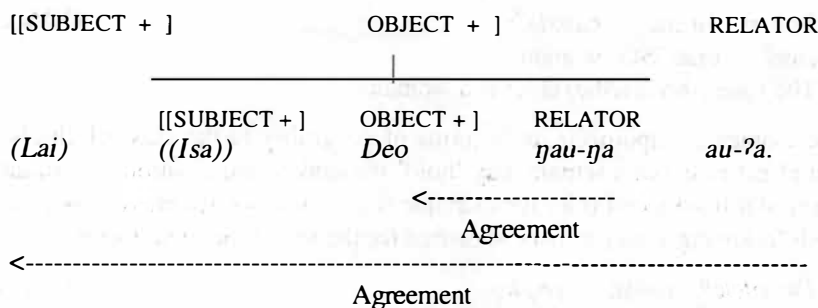 [[SUBJECT + ] OBJECT + ] RELATOR
[[SUBJECT + ] OBJECT + ] RELATOR
(Lai) ((Isa)) Deo ŋau-ŋa au-ʔa.
<------------------
Agreement
<------------------------------------------------------------
Agreement